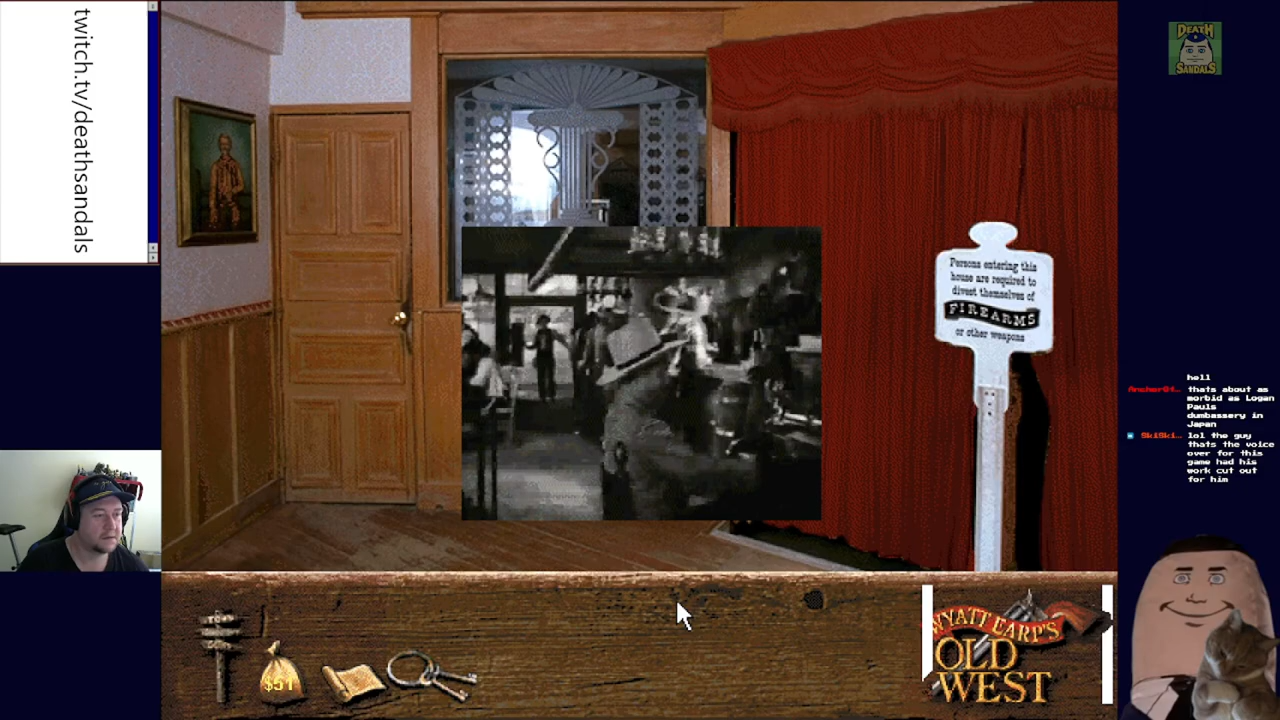 twitch.tv/deathsandals
DEATH
SANDALS
Persons entering this
house are required to
divest themselves of
FIREARMS
or other weapons
hell
thats about as
morbid as Logan
Pauls
dumbassery in
Japan
SkiSki…
lol the guy
thats the voice
over for this
game had his
work cut out
for him
$51
WYATT EARP'S
OLD
WEST